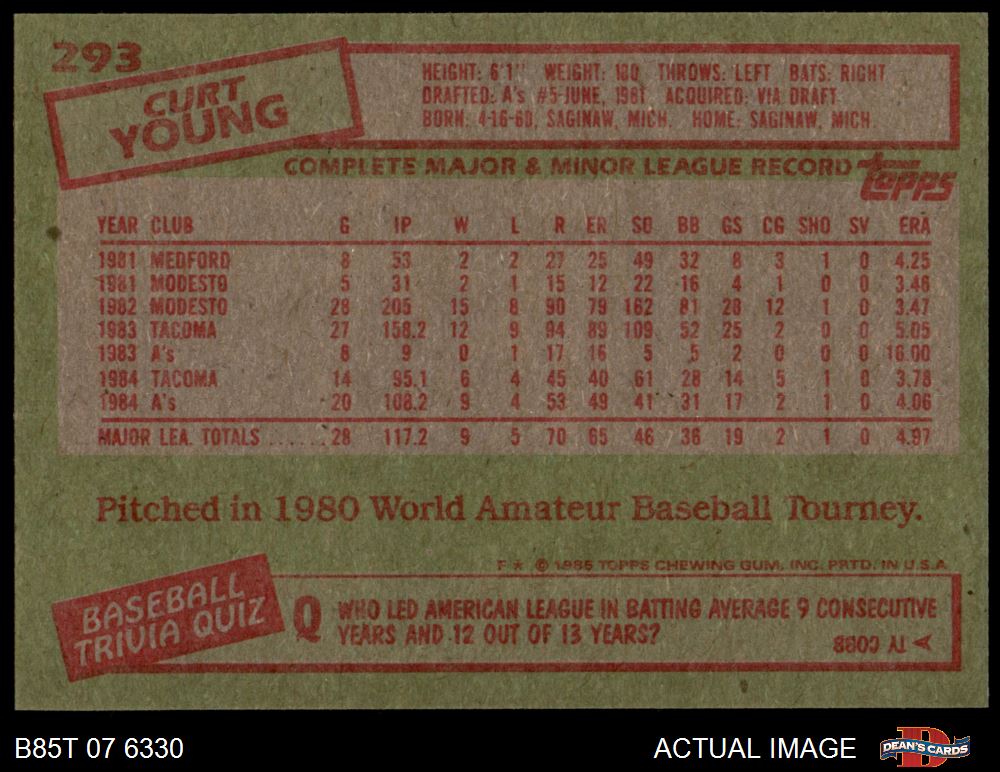 293
CURT
YOUNG
HEIGHT: 6'1" WEIGHT: 180 THROWS: LEFT BATS: RIGHT
DRAFTED: A's #5-JUNE, 1981 ACQUIRED: VIA DRAFT
BORN: 4-16-60, SAGINAW, MICH. HOME: SAGINAW, MICH.
COMPLETE MAJOR & MINOR LEAGUE RECORD
Topps
YEAR CLUB G IP W L R ER SO BB GS CG SHO SV ERA
1981 MEDFORD 8 53 2 2 27 25 49 32 8 3 1 0 4.25
1981 MODESTO 5 31 2 1 15 12 22 16 4 1 0 0 3.48
1982 MODESTO 28 205 15 8 90 79 162 81 28 12 1 0 3.47
1983 TACOMA 27 158.2 12 9 94 89 109 52 25 2 0 0 5.05
1983 A's 8 9 0 1 17 16 5 5 2 0 0 0 16.00
1984 TACOMA 14 95.1 6 4 45 40 61 28 14 5 1 0 3.78
1984 A's 20 108.2 9 4 53 49 41 31 17 2 1 0 4.06
MAJOR LEA. TOTALS ...... 28 117.2 9 5 70 65 46 36 19 2 1 0 4.97
Pitched in 1980 World Amateur Baseball Tourney.
F * © 1985 TOPPS CHEWING GUM, INC. PRTD. IN U.S.A.
BASEBALL
TRIVIA QUIZ
Q WHO LED AMERICAN LEAGUE IN BATTING AVERAGE 9 CONSECUTIVE
YEARS AND 12 OUT OF 13 YEARS?
A TY COBB
B85T 07 6330
ACTUAL IMAGE
D
DEAN'S CARDS